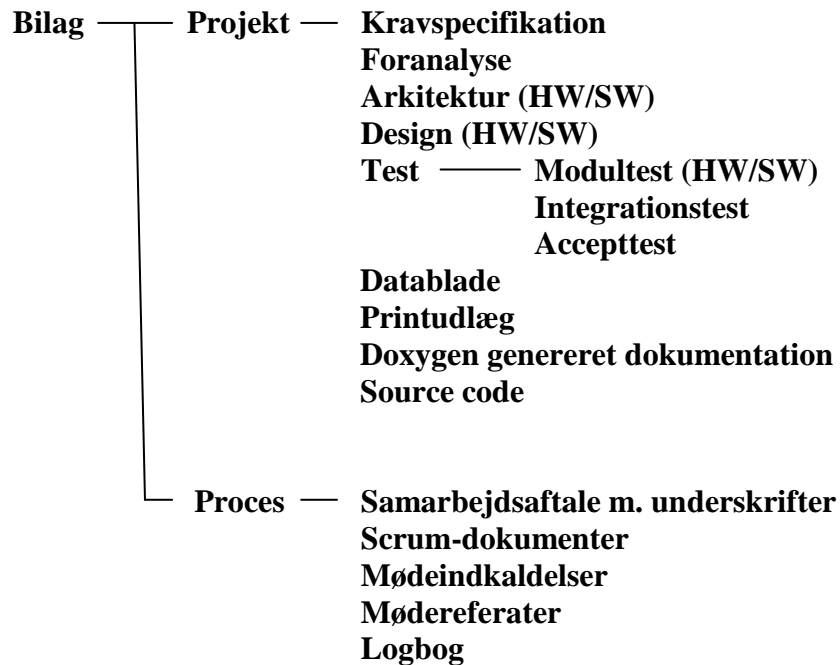 Bilag Projekt Kravspecifikation
Foranalyse
Arkitektur (HW/SW)
Design (HW/SW)
Test Modultest (HW/SW)
Integrationstest
Accepttest
Datablade
Printudlæg
Doxygen genereret dokumentation
Source code
Proces Samarbejdsaftale m. underskrifter
Scrum-dokumenter
Mødeindkaldelser
Mødereferater
Logbog